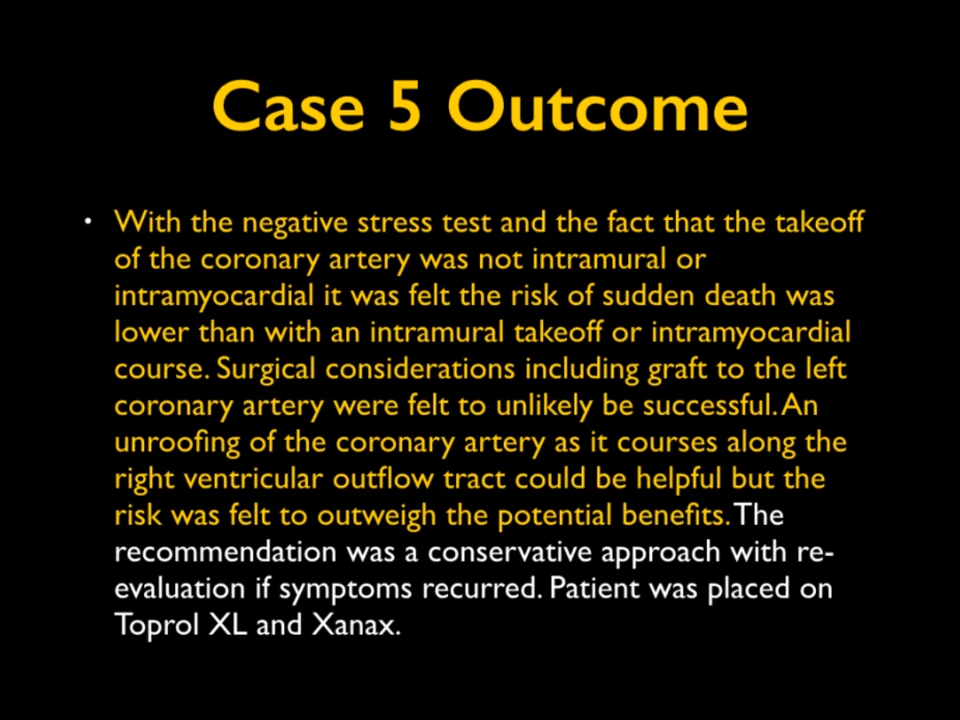 Case 5 Outcome
• With the negative stress test and the fact that the takeoff
of the coronary artery was not intramural or
intramyocardial it was felt the risk of sudden death was
lower than with an intramural takeoff or intramyocardial
course. Surgical considerations including graft to the left
coronary artery were felt to unlikely be successful. An
unroofing of the coronary artery as it courses along the
right ventricular outflow tract could be helpful but the
risk was felt to outweigh the potential benefits. The
recommendation was a conservative approach with re-
evaluation if symptoms recurred. Patient was placed on
Toprol XL and Xanax.